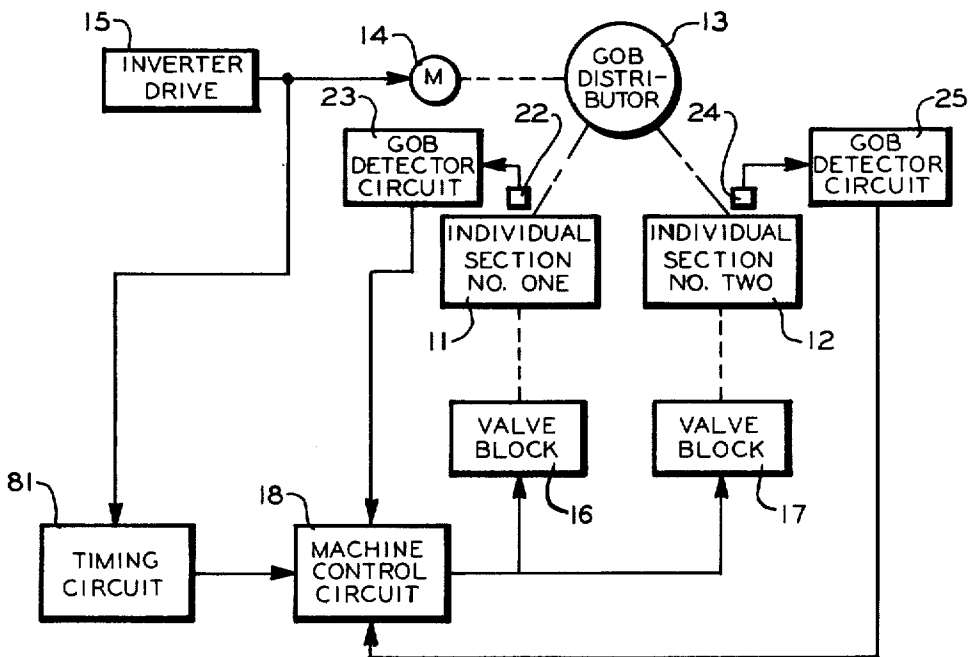 15
INVERTER
DRIVE
14
M
13
GOB
DISTRI-
BUTOR
23
GOB
DETECTOR
CIRCUIT
22
24
25
GOB
DETECTOR
CIRCUIT
INDIVIDUAL
SECTION
NO. ONE
11
INDIVIDUAL
SECTION
NO. TWO
12
VALVE
BLOCK
16
VALVE
BLOCK
17
81
TIMING
CIRCUIT
18
MACHINE
CONTROL
CIRCUIT